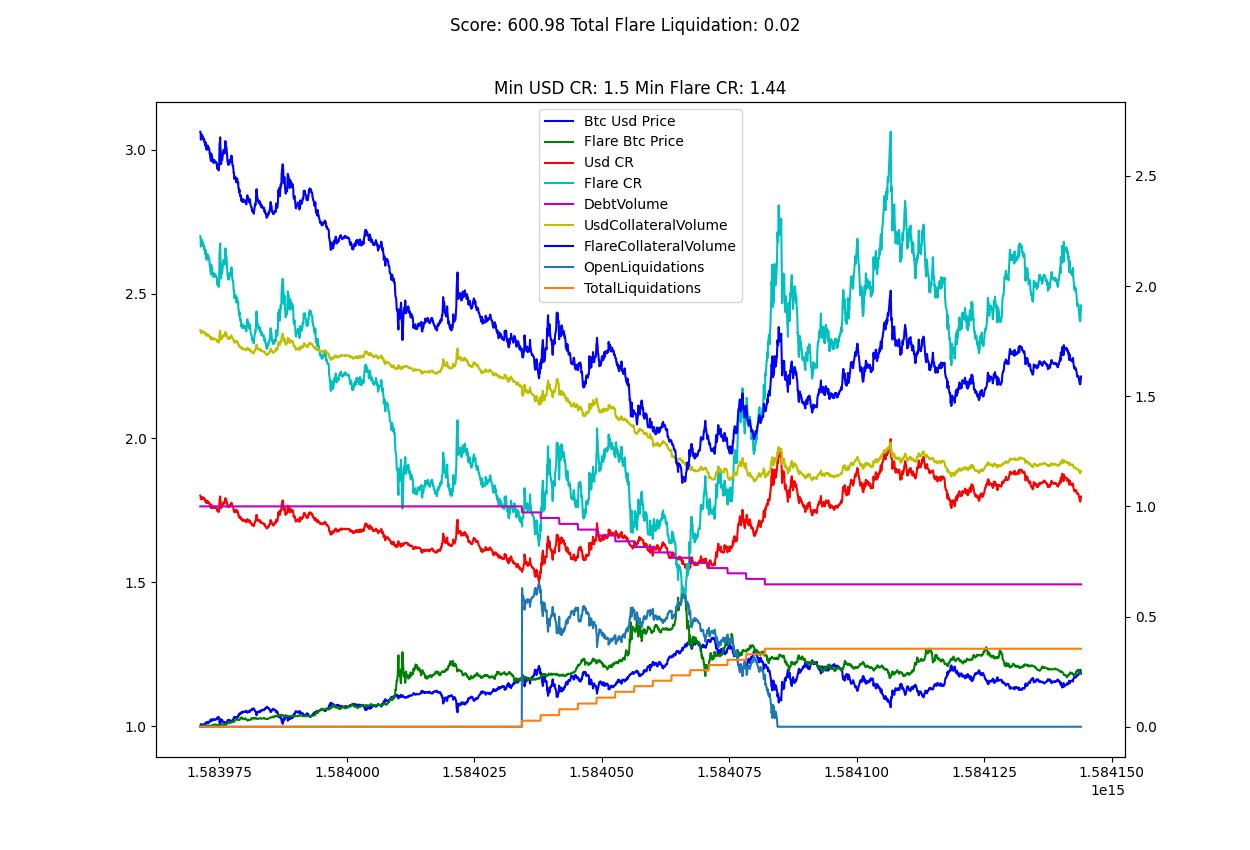 Score: 600.98 Total Flare Liquidation: 0.02
Min USD CR: 1.5 Min Flare CR: 1.44
Btc Usd Price
Flare Btc Price
Usd CR
Flare CR
DebtVolume
UsdCollateralVolume
FlareCollateralVolume
OpenLiquidations
TotalLiquidations
3.0
2.5
2.0
1.5
1.0
2.5
2.0
1.5
1.0
0.5
0.0
1.583975 1.584000 1.584025 1.584050 1.584075 1.584100 1.584125 1.584150
1e15